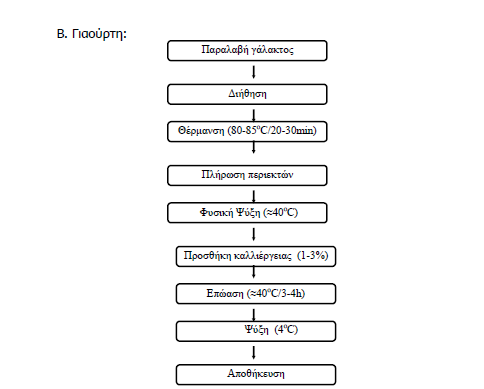 Β. Γιαούρτη:
Παραλαβή γάλακτος
Διήθηση
Θέρμανση (80-85°C/20-30min)
Πλήρωση περιεκτών
Φυσική Ψύξη (≈40°C)
Προσθήκη καλλιέργειας (1-3%)
Επώαση (≈40°C/3-4h)
Ψύξη (4°C)
Αποθήκευση